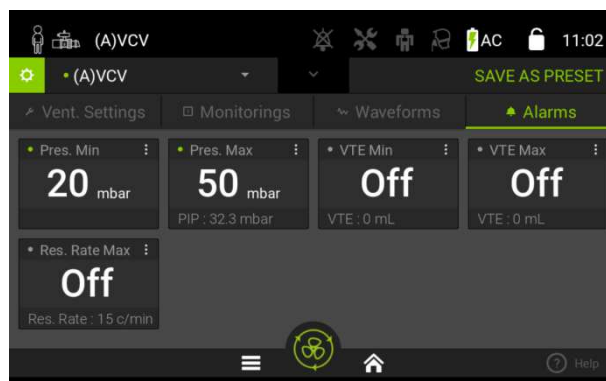 (A)VCV AC 11:02
(A)VCV SAVE AS PRESET
Vent. Settings Monitorings Waveforms Alarms
Pres. Min Pres. Max VTE Min VTE Max
20 mbar 50 mbar Off Off
PIP : 32.3 mbar VTE : 0 mL VTE : 0 mL
Res. Rate Max
Off
Res. Rate : 15 c/min
? Help